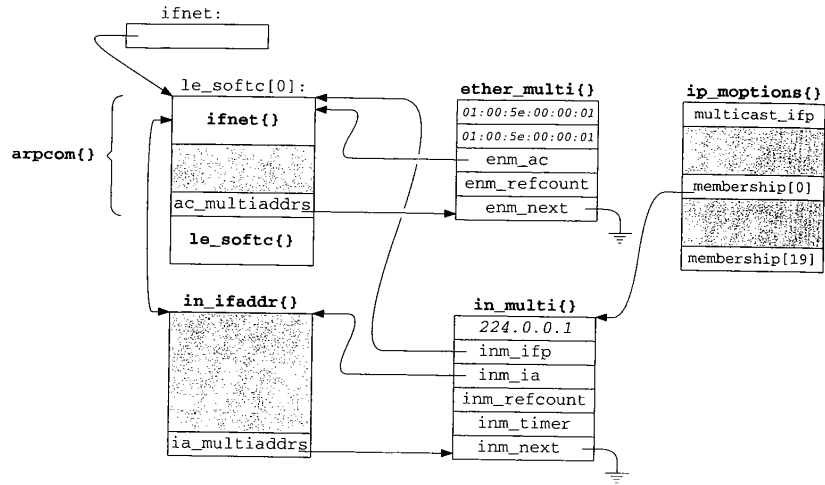 ifnet:
le_softc[0]:
ifnet{}
arpcom{}
ac_multiaddrs
le_softc{}
ether_multi{}
01:00:5e:00:00:01
01:00:5e:00:00:01
enm_ac
enm_refcount
enm_next
ip_moptions{}
multicast_ifp
membership[0]
membership[19]
in_ifaddr{}
ia_multiaddrs
in_multi{}
224.0.0.1
inm_ifp
inm_ia
inm_refcount
inm_timer
inm_next